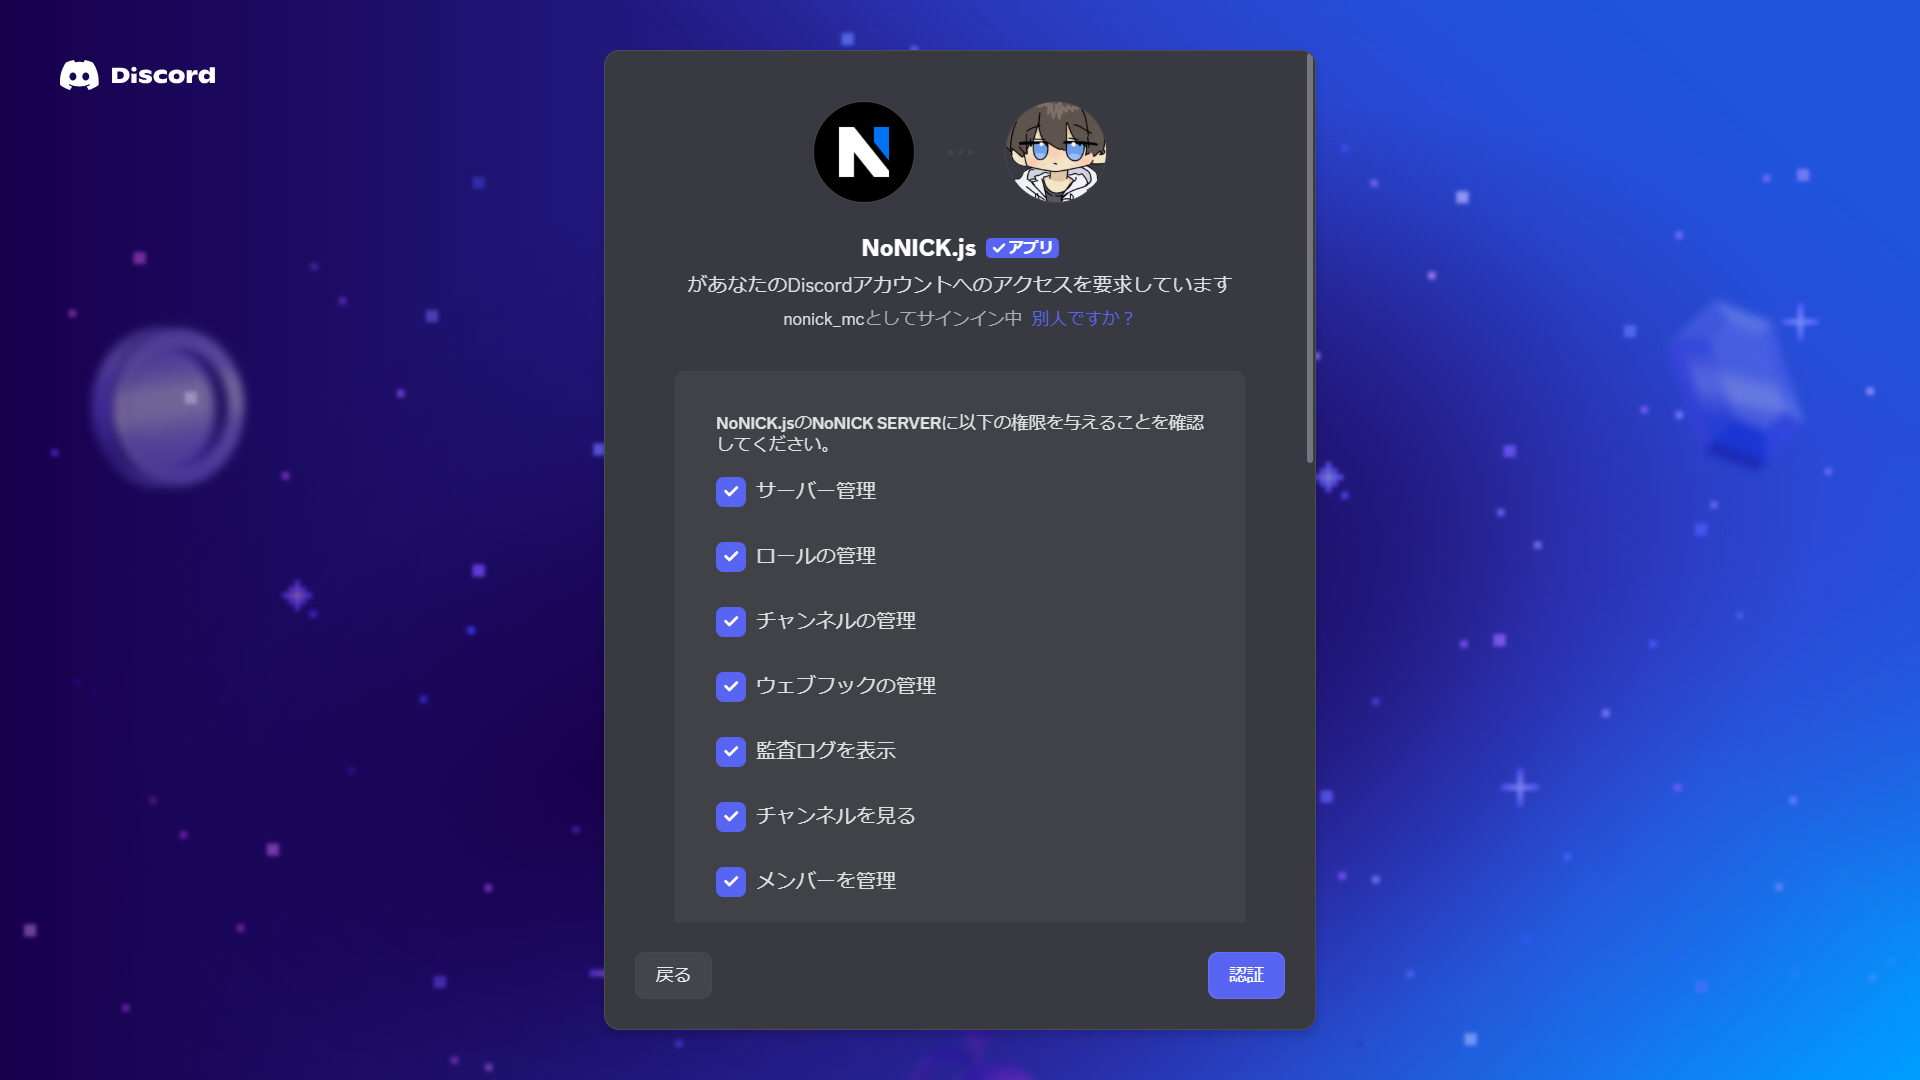 Discord
NoNICK.js アプリ
があなたのDiscordアカウントへのアクセスを要求しています
nonick_mcとしてサインイン中 別人ですか？
NoNICK.jsのNoNICK SERVERに以下の権限を与えることを確認
してください。
サーバー管理
ロールの管理
チャンネルの管理
ウェブフックの管理
監査ログを表示
チャンネルを見る
メンバーを管理
戻る
認証